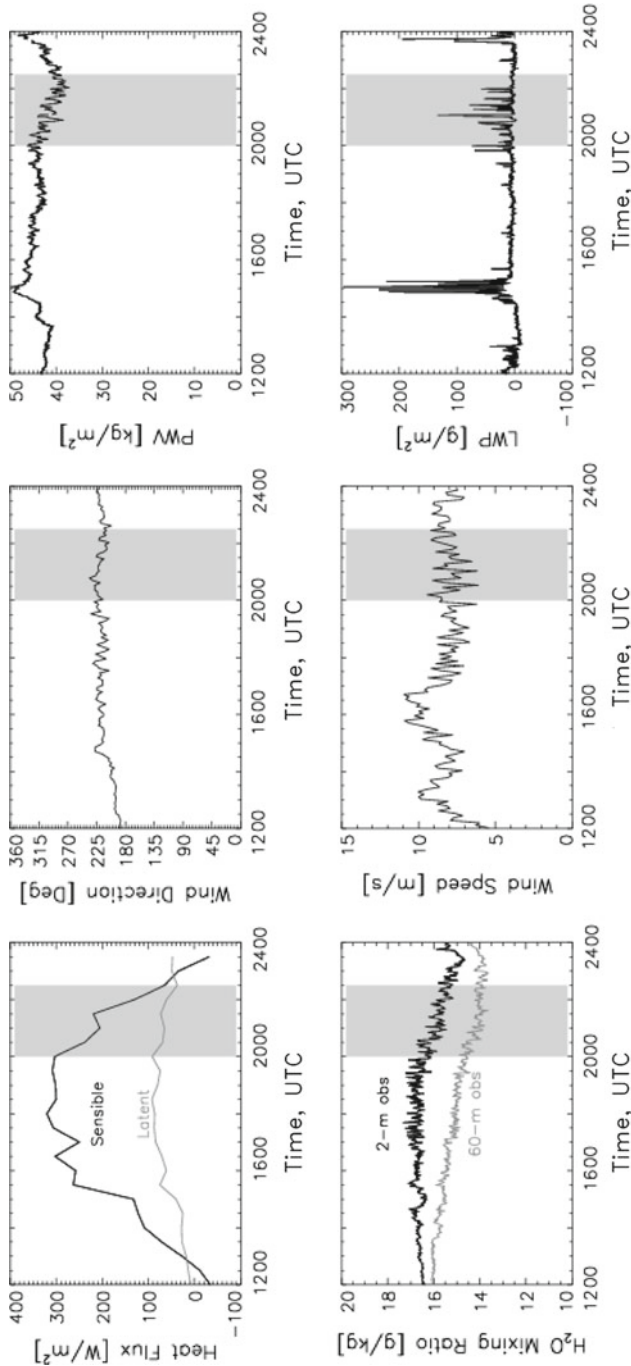 400
300
200
100
0
-100
Heat Flux [W/m²]
Sensible
Latent
1200 1600 2000 2400
Time, UTC
360
315
270
225
180
135
90
45
0
Wind Direction [Deg]
1200 1600 2000 2400
Time, UTC
50
40
30
20
10
0
PWV [kg/m²]
1200 1600 2000 2400
Time, UTC
20
18
16
14
12
10
H₂O Mixing Ratio [g/kg]
2-m obs
60-m obs
1200 1600 2000 2400
Time, UTC
15
10
5
0
Wind Speed [m/s]
1200 1600 2000 2400
Time, UTC
300
200
100
0
-100
LWP [g/m²]
1200 1600 2000 2400
Time, UTC